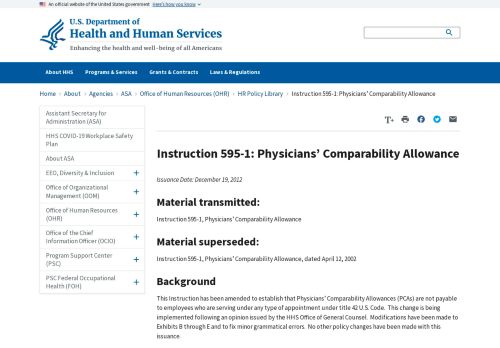 An official website of the United States government Here's how you know
U.S. Department of
Health and Human Services
Enhancing the health and well-being of all Americans
About HHS Programs & Services Grants & Contracts Laws & Regulations
Home > About > Agencies > ASA > Office of Human Resources (OHR) > HR Policy Library > Instruction 595-1: Physicians' Comparability Allowance
Assistant Secretary for
Administration (ASA)
HHS COVID-19 Workplace Safety
Plan
About ASA
EEO, Diversity & Inclusion +
Office of Organizational
Management (OOM) +
Office of Human Resources
(OHR) +
Office of the Chief
Information Officer (OCIO) +
Program Support Center
(PSC) +
PSC Federal Occupational
Health (FOH) +
T+
Instruction 595-1: Physicians' Comparability Allowance
Issuance Date: December 19, 2012
Material transmitted:
Instruction 595-1, Physicians' Comparability Allowance
Material superseded:
Instruction 595-1, Physicians' Comparability Allowance, dated April 12, 2002
Background
This Instruction has been amended to establish that Physicians' Comparability Allowances (PCAs) are not payable
to employees who are serving under any type of appointment under title 42 U.S. Code. This change is being
implemented following an opinion issued by the HHS Office of General Counsel. Modifications have been made to
Exhibits B through E and to fix minor grammatical errors. No other policy changes have been made with this
issuance.